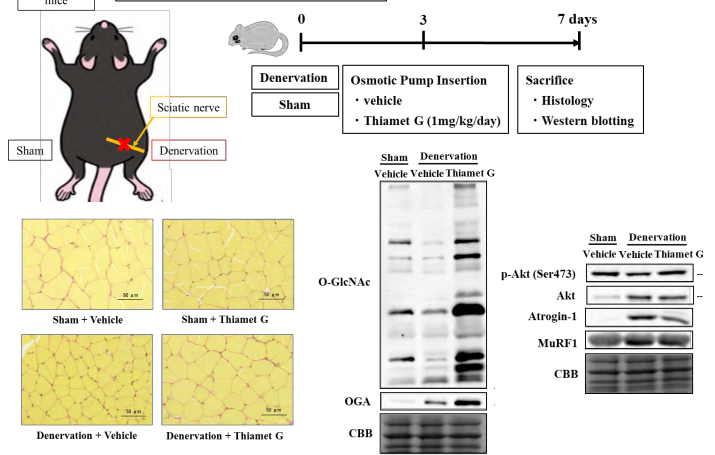 mice
0 3 7 days
Denervation
Sham
Osmotic Pump Insertion
・vehicle
・Thiamet G (1mg/kg/day)
Sacrifice
・Histology
・Western blotting
Sciatic nerve
Sham
Denervation
50 μm
50 μm
Sham + Vehicle
Sham + Thiamet G
50 μm
50 μm
Denervation + Vehicle
Denervation + Thiamet G
Sham Denervation
Vehicle Vehicle Thiamet G
O-GlcNAc
OGA
CBB
Sham Denervation
Vehicle Vehicle Thiamet G
p-Akt (Ser473)
Akt
Atrogin-1
MuRF1
CBB